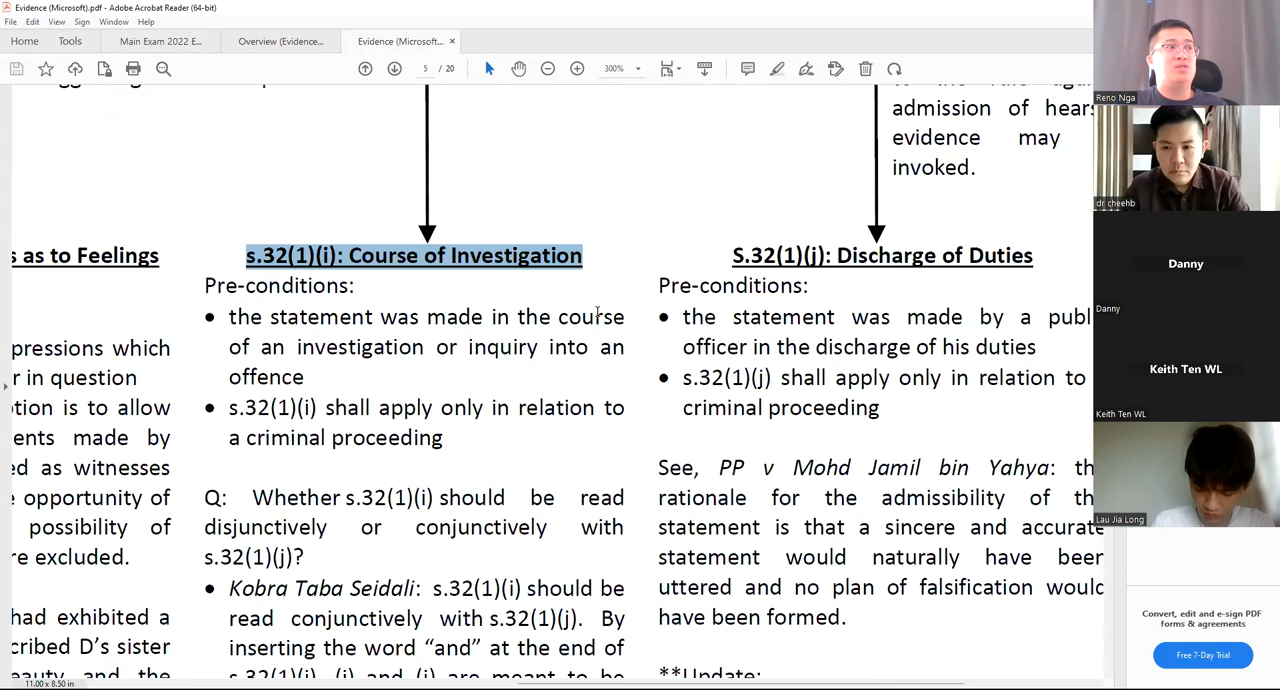 Evidence (Microsoft).pdf - Adobe Acrobat Reader (64-bit)
File Edit View Sign Window Help
Home Tools Main Exam 2022 E... Overview (Evidence... Evidence (Microsoft... ×
5 / 20 300%
admission of hears
evidence may
invoked.
s as to Feelings
pressions which
r in question
tion is to allow
ents made by
ed as witnesses
e opportunity of
possibility of
re excluded.
had exhibited a
cribed D's sister
s.32(1)(i): Course of Investigation
Pre-conditions:
• the statement was made in the course
of an investigation or inquiry into an
offence
• s.32(1)(i) shall apply only in relation to
a criminal proceeding
Q: Whether s.32(1)(i) should be read
disjunctively or conjunctively with
s.32(1)(j)?
• Kobra Taba Seidali: s.32(1)(i) should be
read conjunctively with s.32(1)(j). By
inserting the word “and” at the end of
S.32(1)(j): Discharge of Duties
Pre-conditions:
• the statement was made by a publ
officer in the discharge of his duties
• s.32(1)(j) shall apply only in relation to
criminal proceeding
See, PP v Mohd Jamil bin Yahya: th
rationale for the admissibility of th
statement is that a sincere and accurate
statement would naturally have been
uttered and no plan of falsification would
have been formed.
**Update:
11.00 x 8.50 in
Reno Nga
dr cheehb
Danny
Danny
Keith Ten WL
Keith Ten WL
Lau Jia Long
Convert, edit and e-sign PDF
forms & agreements
Free 7-Day Trial